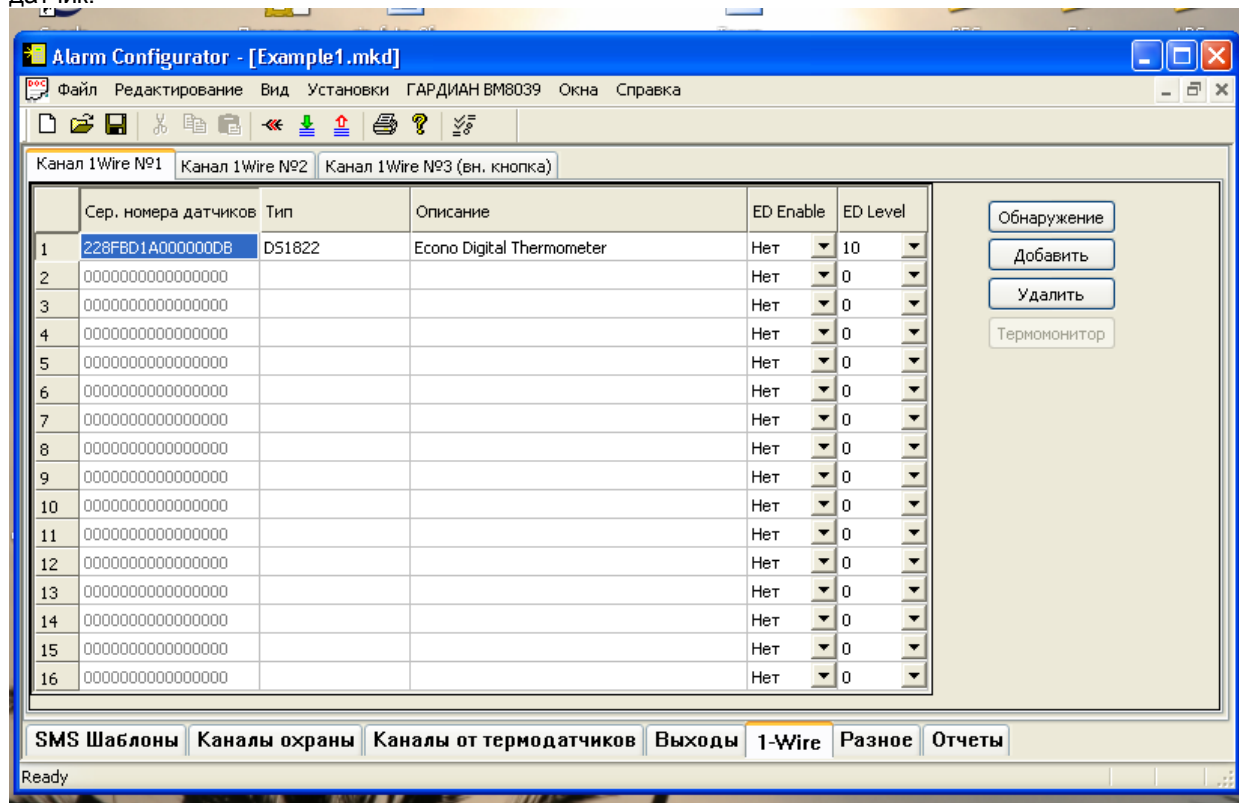 датчик.
Alarm Configurator - [Example1.mkd]
Файл Редактирование Вид Установки ГАРДИАН BM8039 Окна Справка
Канал 1Wire №1 Канал 1Wire №2 Канал 1Wire №3 (вн. кнопка)
Сер. номера датчиков Тип Описание ED Enable ED Level
Обнаружение
1 228FBD1A000000DB DS1822 Econo Digital Thermometer Нет 10
Добавить
2 0000000000000000 Нет 0
3 0000000000000000 Нет 0
Удалить
4 0000000000000000 Нет 0
Термомонитор
5 0000000000000000 Нет 0
6 0000000000000000 Нет 0
7 0000000000000000 Нет 0
8 0000000000000000 Нет 0
9 0000000000000000 Нет 0
10 0000000000000000 Нет 0
11 0000000000000000 Нет 0
12 0000000000000000 Нет 0
13 0000000000000000 Нет 0
14 0000000000000000 Нет 0
15 0000000000000000 Нет 0
16 0000000000000000 Нет 0
SMS Шаблоны Каналы охраны Каналы от термодатчиков Выходы 1-Wire Разное Отчеты
Ready